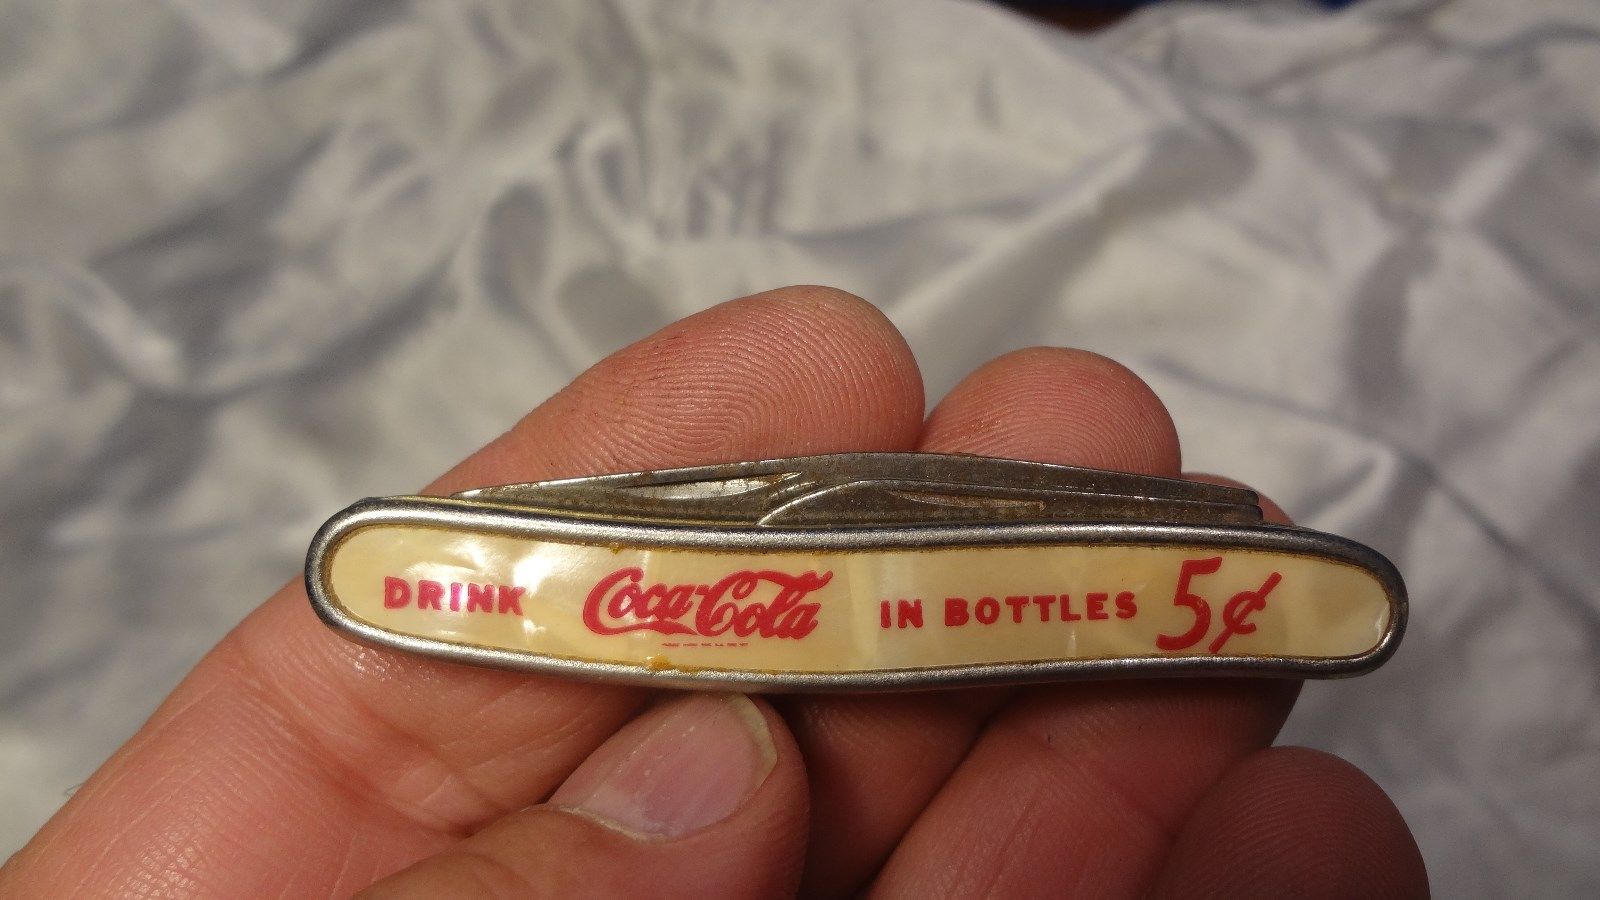 DRINK Coca-Cola IN BOTTLES 5¢